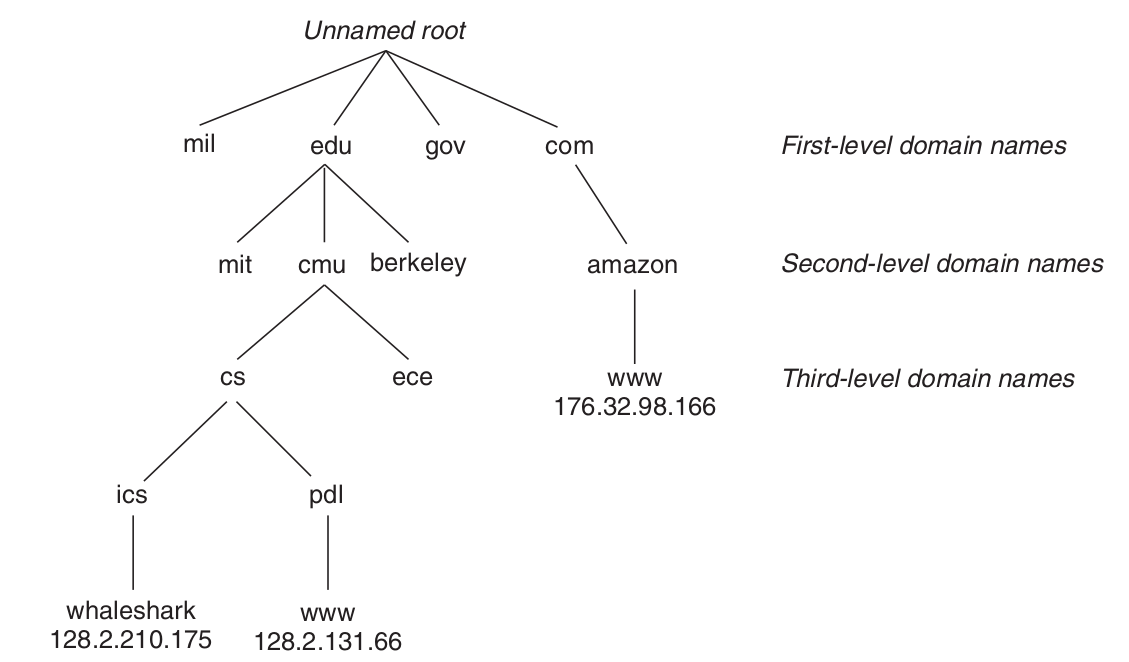 Unnamed root
mil edu gov com First-level domain names
mit cmu berkeley amazon Second-level domain names
cs ece www Third-level domain names
176.32.98.166
ics pdl
whaleshark www
128.2.210.175 128.2.131.66